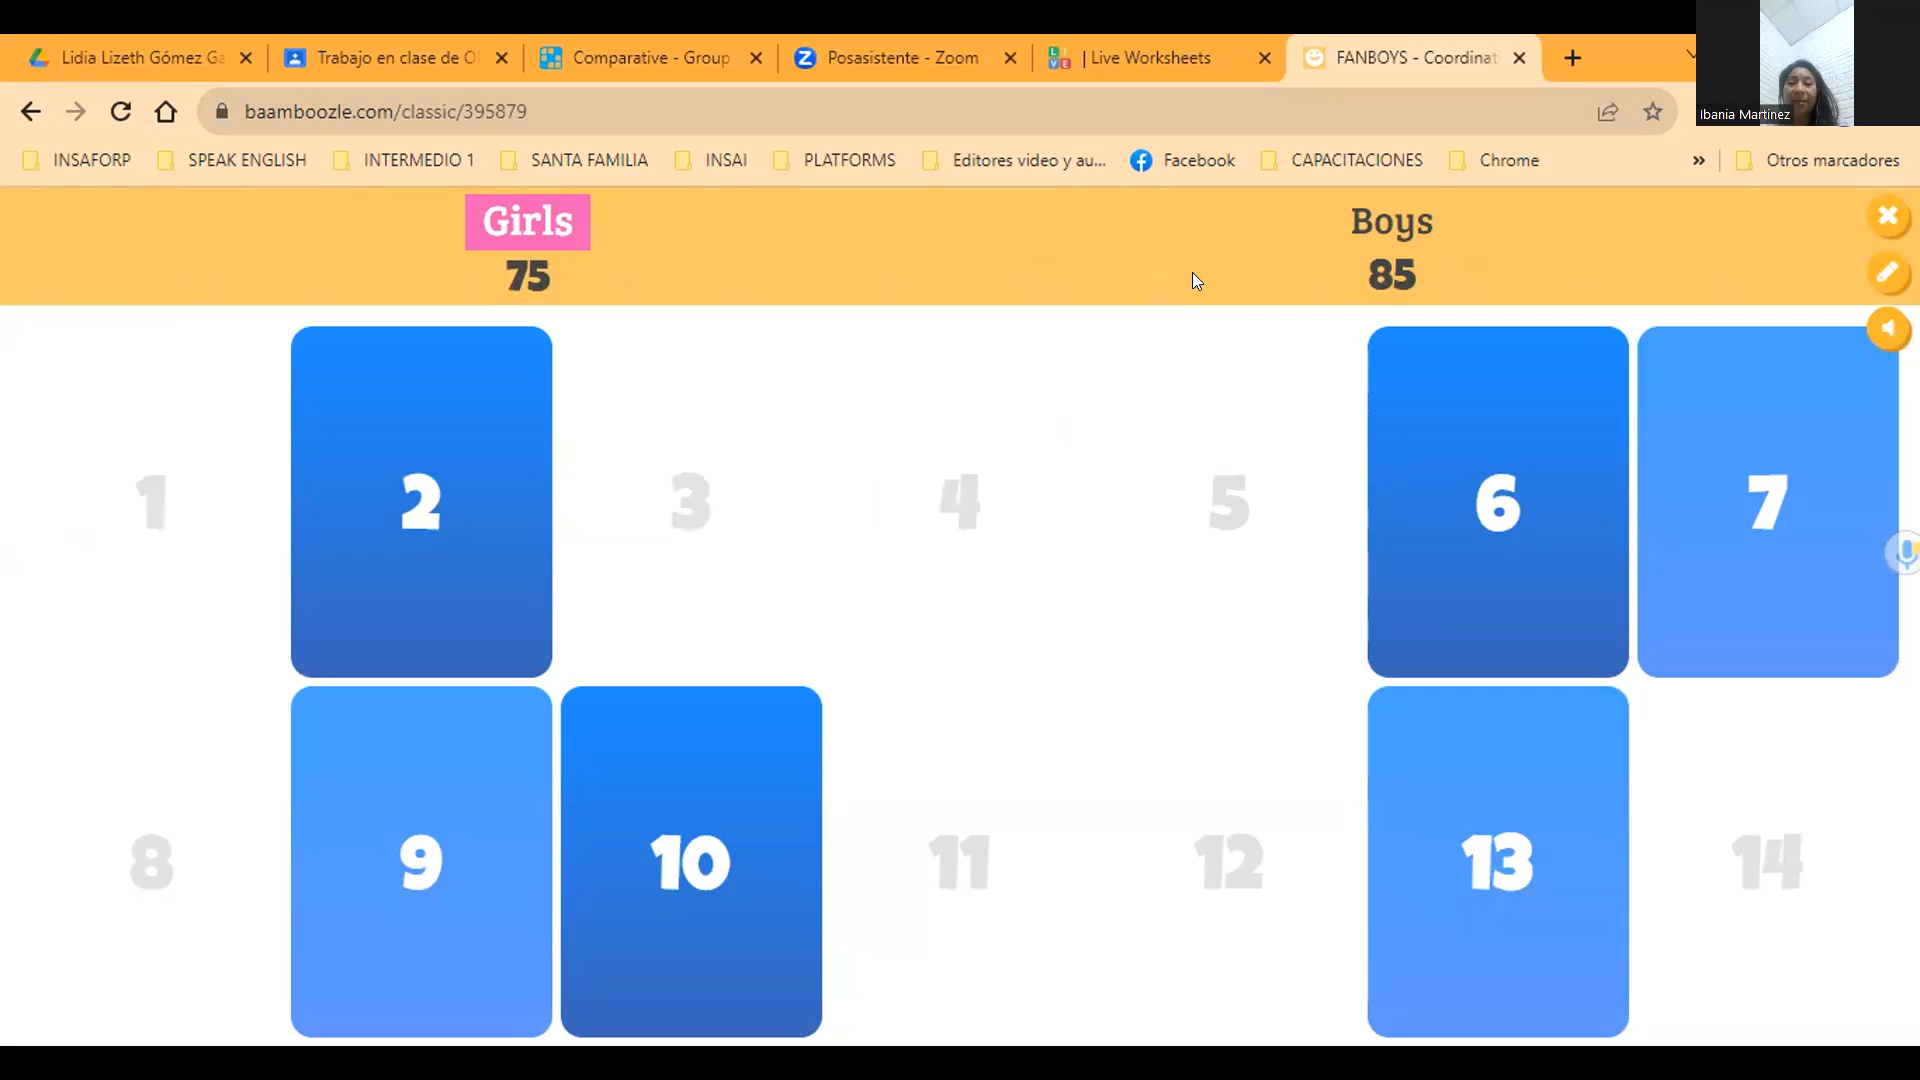 Lidia Lizeth Gómez Ga
Trabajo en clase de O
Comparative - Group
Posasistente - Zoom
| Live Worksheets
FANBOYS - Coordinat
Ibania Martinez
baamboozle.com/classic/395879
INSAFORP
SPEAK ENGLISH
INTERMEDIO 1
SANTA FAMILIA
INSAI
PLATFORMS
Editores video y au...
Facebook
CAPACITACIONES
Chrome
»
Otros marcadores
Girls
Boys
75
85
1
2
3
4
5
6
7
8
9
10
11
12
13
14